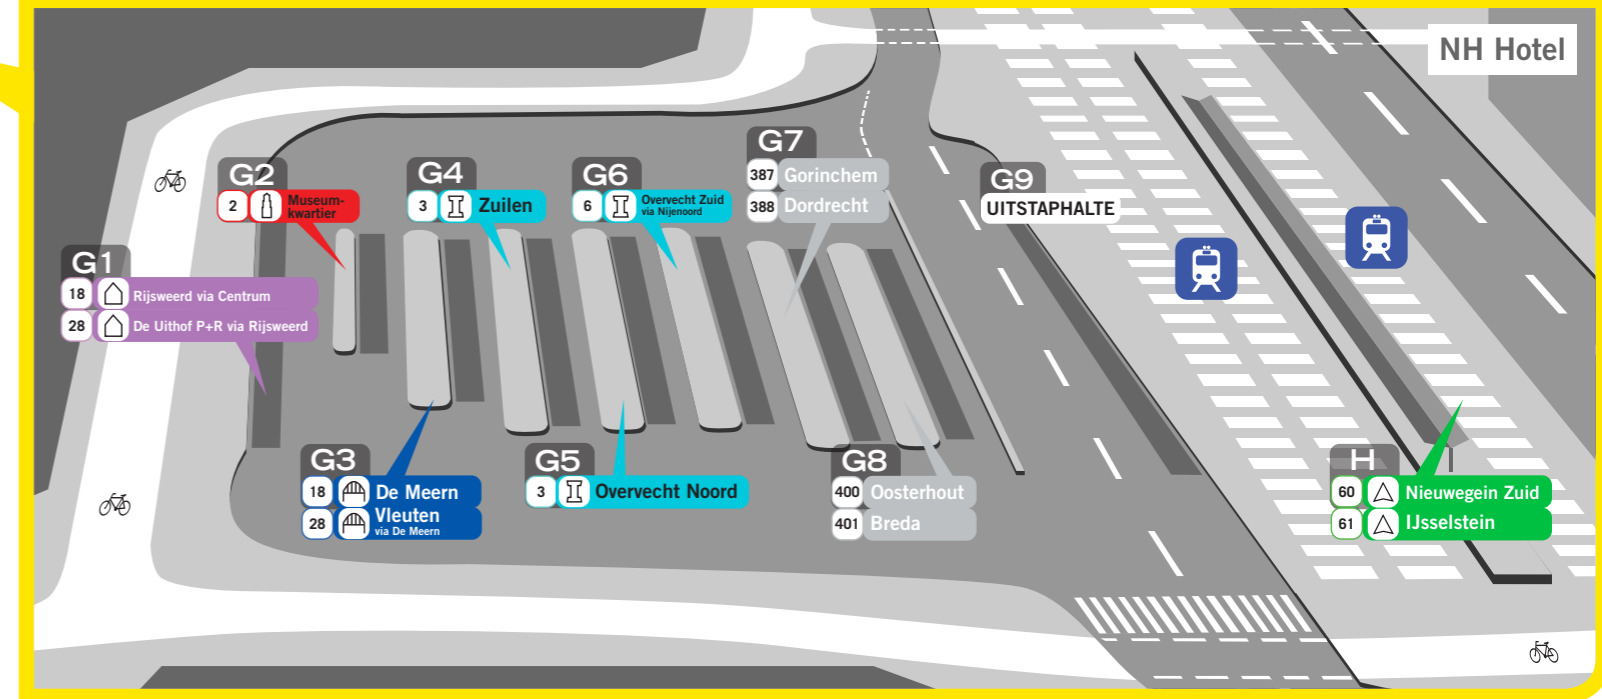 NH Hotel
G1
18 Rijsweerd via Centrum
28 De Uithof P+R via Rijsweerd
G2
2 Museum-
kwartier
G3
18 De Meern
28 Vleuten
via De Meern
G4
3 Zuilen
G5
3 Overvecht Noord
G6
6 Overvecht Zuid
via Nijenoord
G7
387 Gorinchem
388 Dordrecht
G8
400 Oosterhout
401 Breda
G9
UITSTAPHALTE
H
60 Nieuwegein Zuid
61 IJsselstein